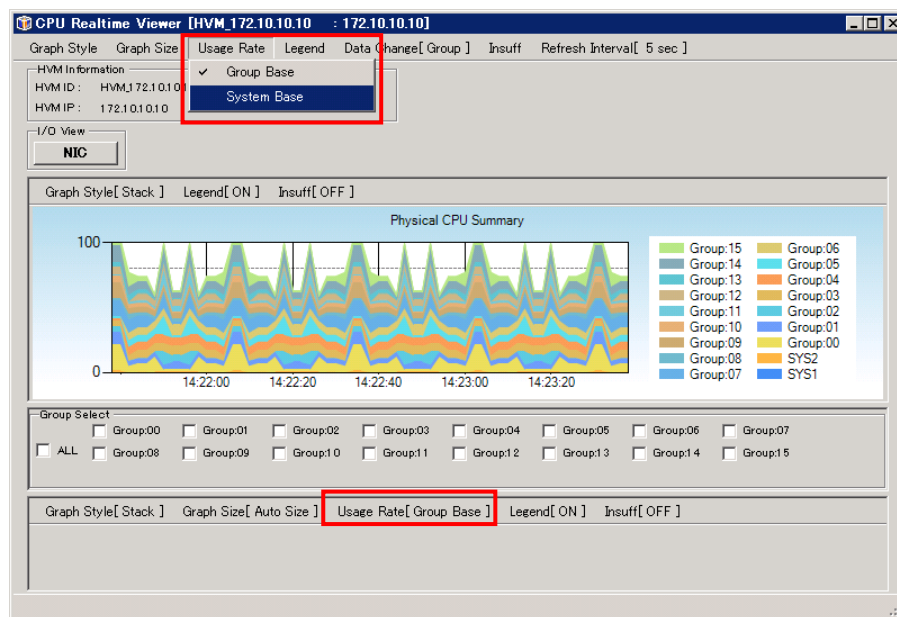 CPU Realtime Viewer [HVM_172.10.10.10   : 172.10.10.10]
Graph Style Graph Size Usage Rate Legend Data Change[ Group ] Insuff Refresh Interval[ 5 sec ]
✓ Group Base
System Base
HVM Information
HVM ID : HVM_172.10.10.1
HVM IP : 172.10.10.10
I/O View
NIC
Graph Style[ Stack ] Legend[ ON ] Insuff[ OFF ]
Physical CPU Summary
100
0
14:22:00 14:22:20 14:22:40 14:23:00 14:23:20
Group:15 Group:06
Group:14 Group:05
Group:13 Group:04
Group:12 Group:03
Group:11 Group:02
Group:10 Group:01
Group:09 Group:00
Group:08 SYS2
Group:07 SYS1
Group Select
Group:00 Group:01 Group:02 Group:03 Group:04 Group:05 Group:06 Group:07
ALL Group:08 Group:09 Group:10 Group:11 Group:12 Group:13 Group:14 Group:15
Graph Style[ Stack ] Graph Size[ Auto Size ] Usage Rate[ Group Base ] Legend[ ON ] Insuff[ OFF ]